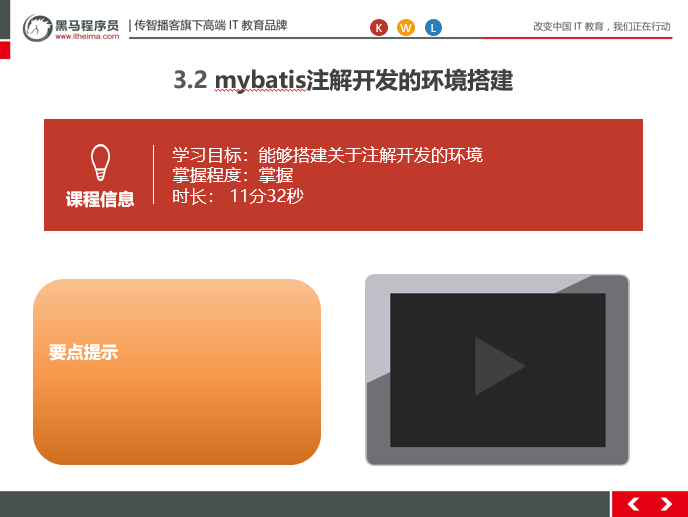 黑马程序员
www.itheima.com
传智播客旗下高端 IT 教育品牌
K W L
改变中国 IT 教育，我们正在行动
3.2 mybatis注解开发的环境搭建
课程信息
学习目标：能够搭建关于注解开发的环境
掌握程度：掌握
时长： 11分32秒
要点提示